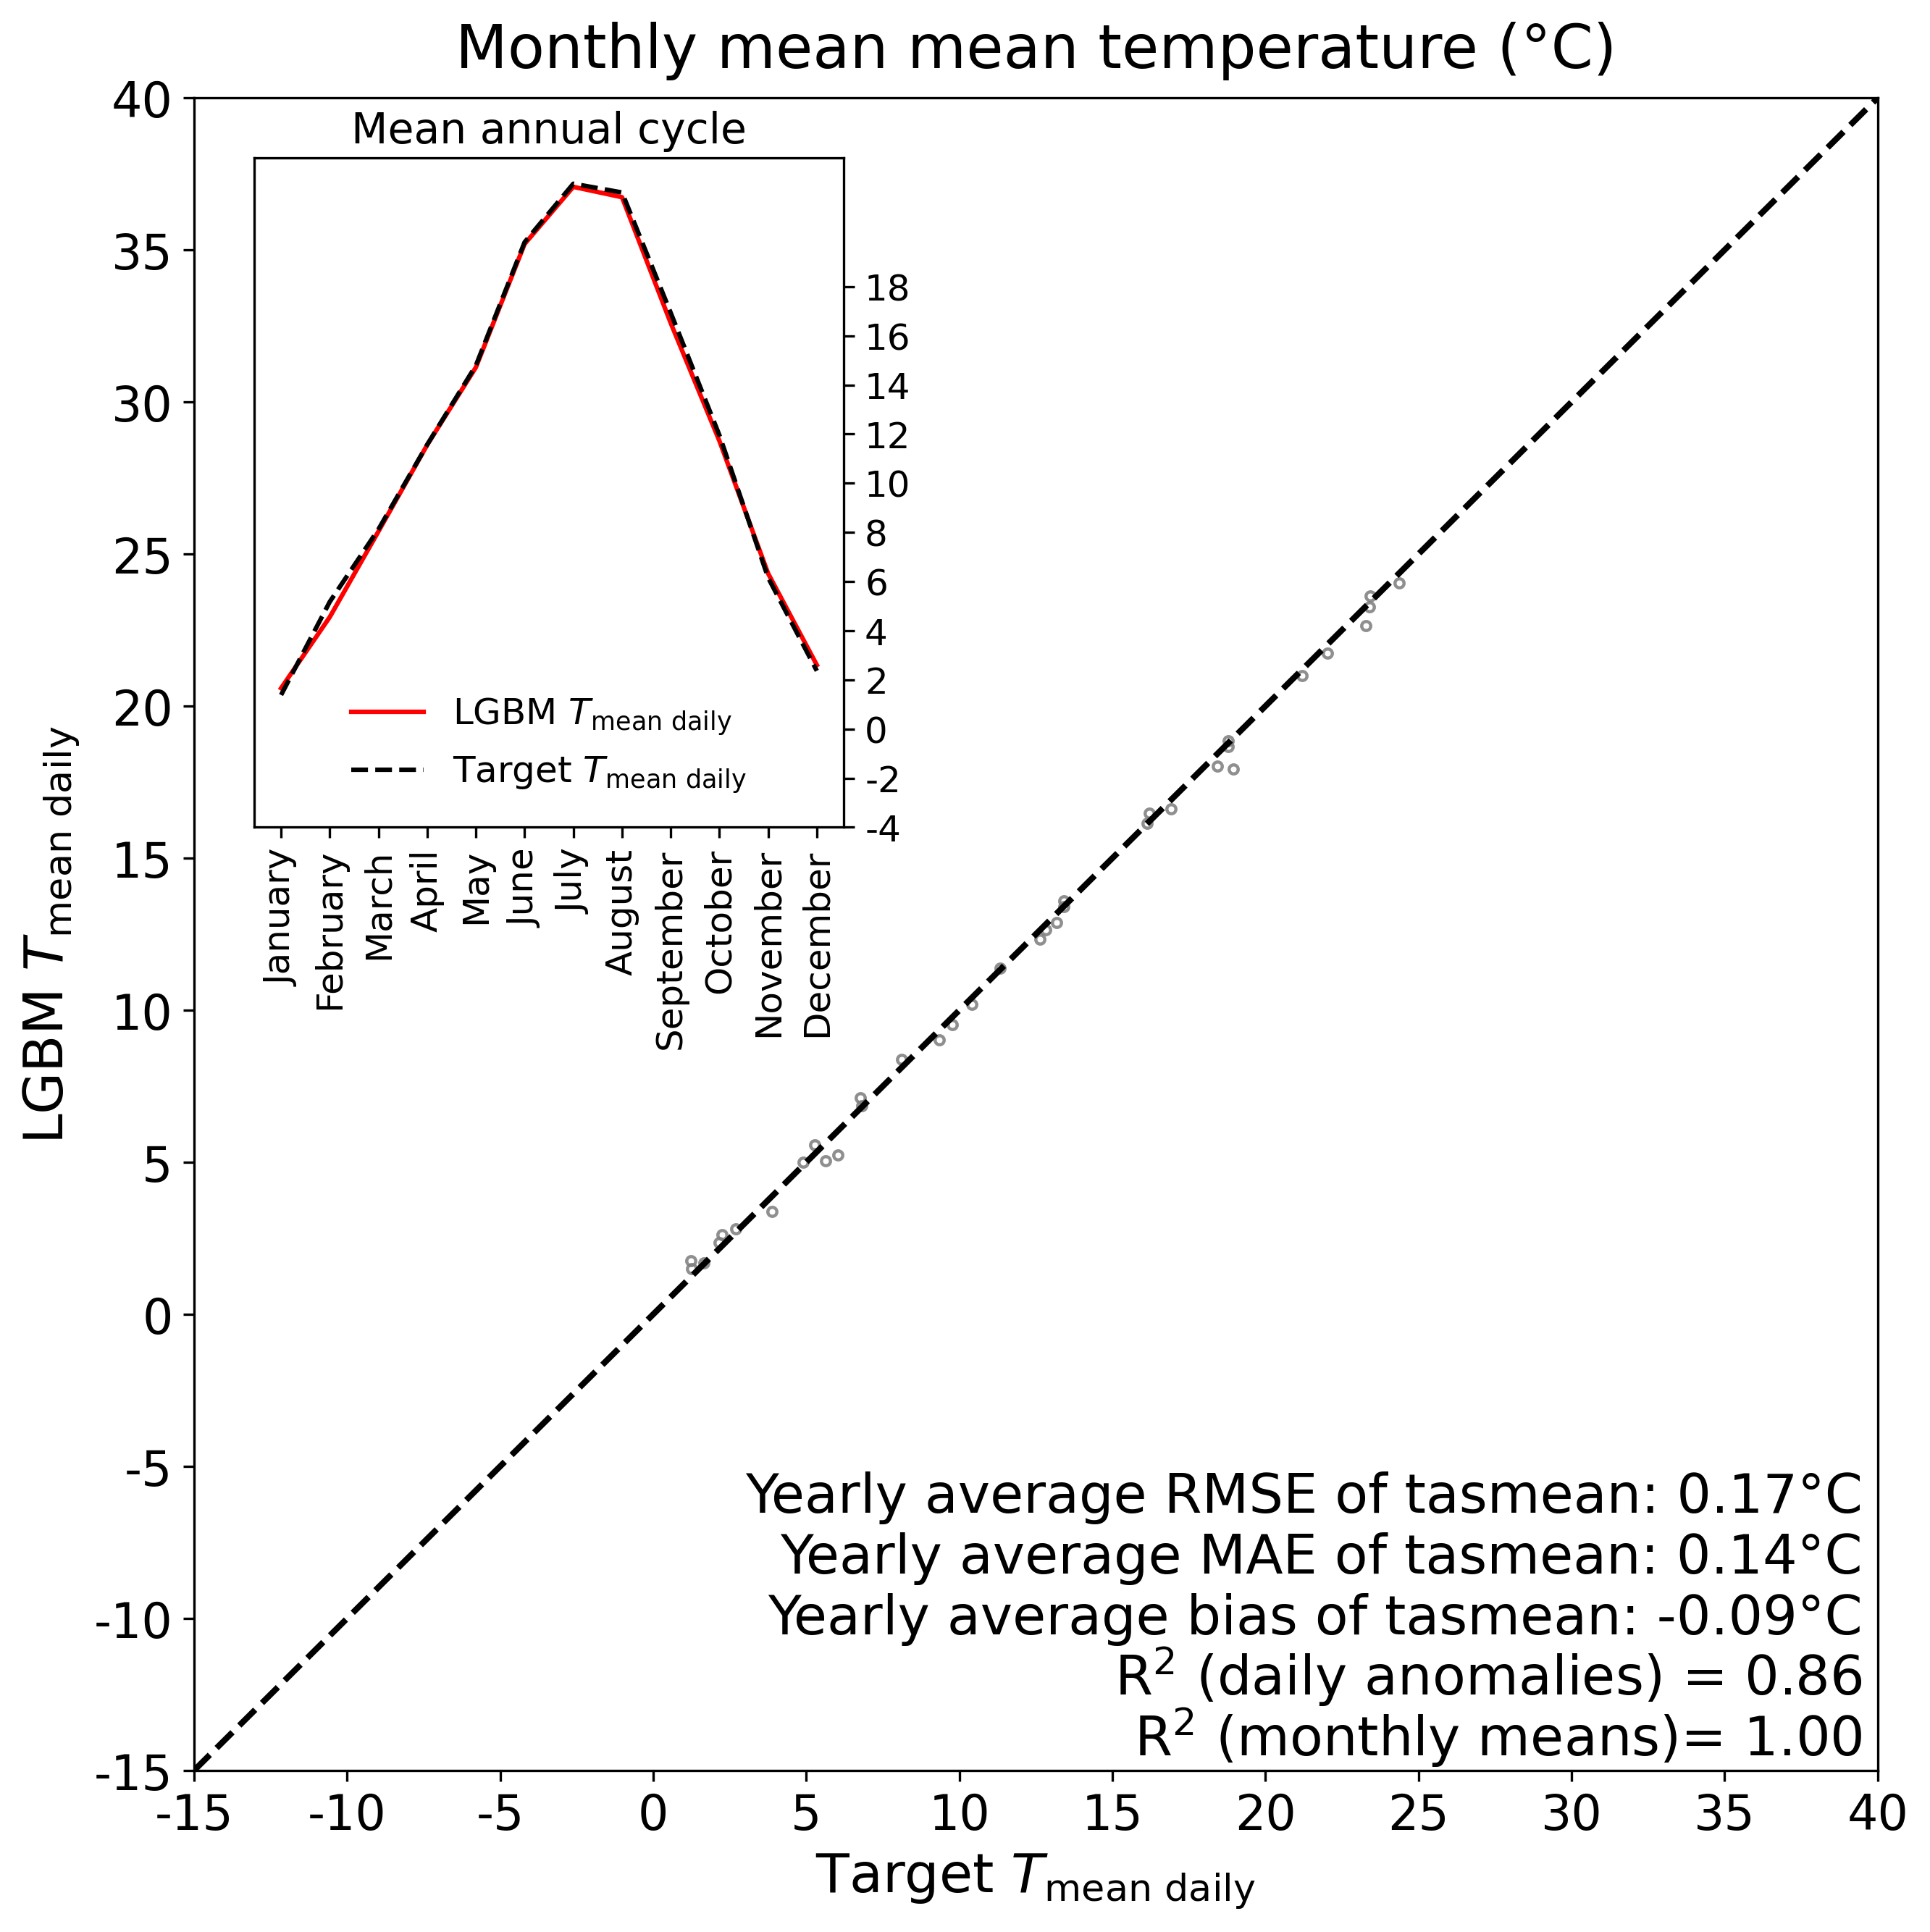 Monthly mean mean temperature (°C)
40
35
30
25
20
15
10
5
0
-5
-10
-15
LGBM T mean daily
Mean annual cycle
18
16
14
12
10
8
6
4
2
0
-2
-4
LGBM T mean daily
Target T mean daily
January
February
March
April
May
June
July
August
September
October
November
December
Yearly average RMSE of tasmean: 0.17°C
Yearly average MAE of tasmean: 0.14°C
Yearly average bias of tasmean: -0.09°C
R² (daily anomalies) = 0.86
R² (monthly means)= 1.00
-15
-10
-5
0
5
10
15
20
25
30
35
40
Target T mean daily